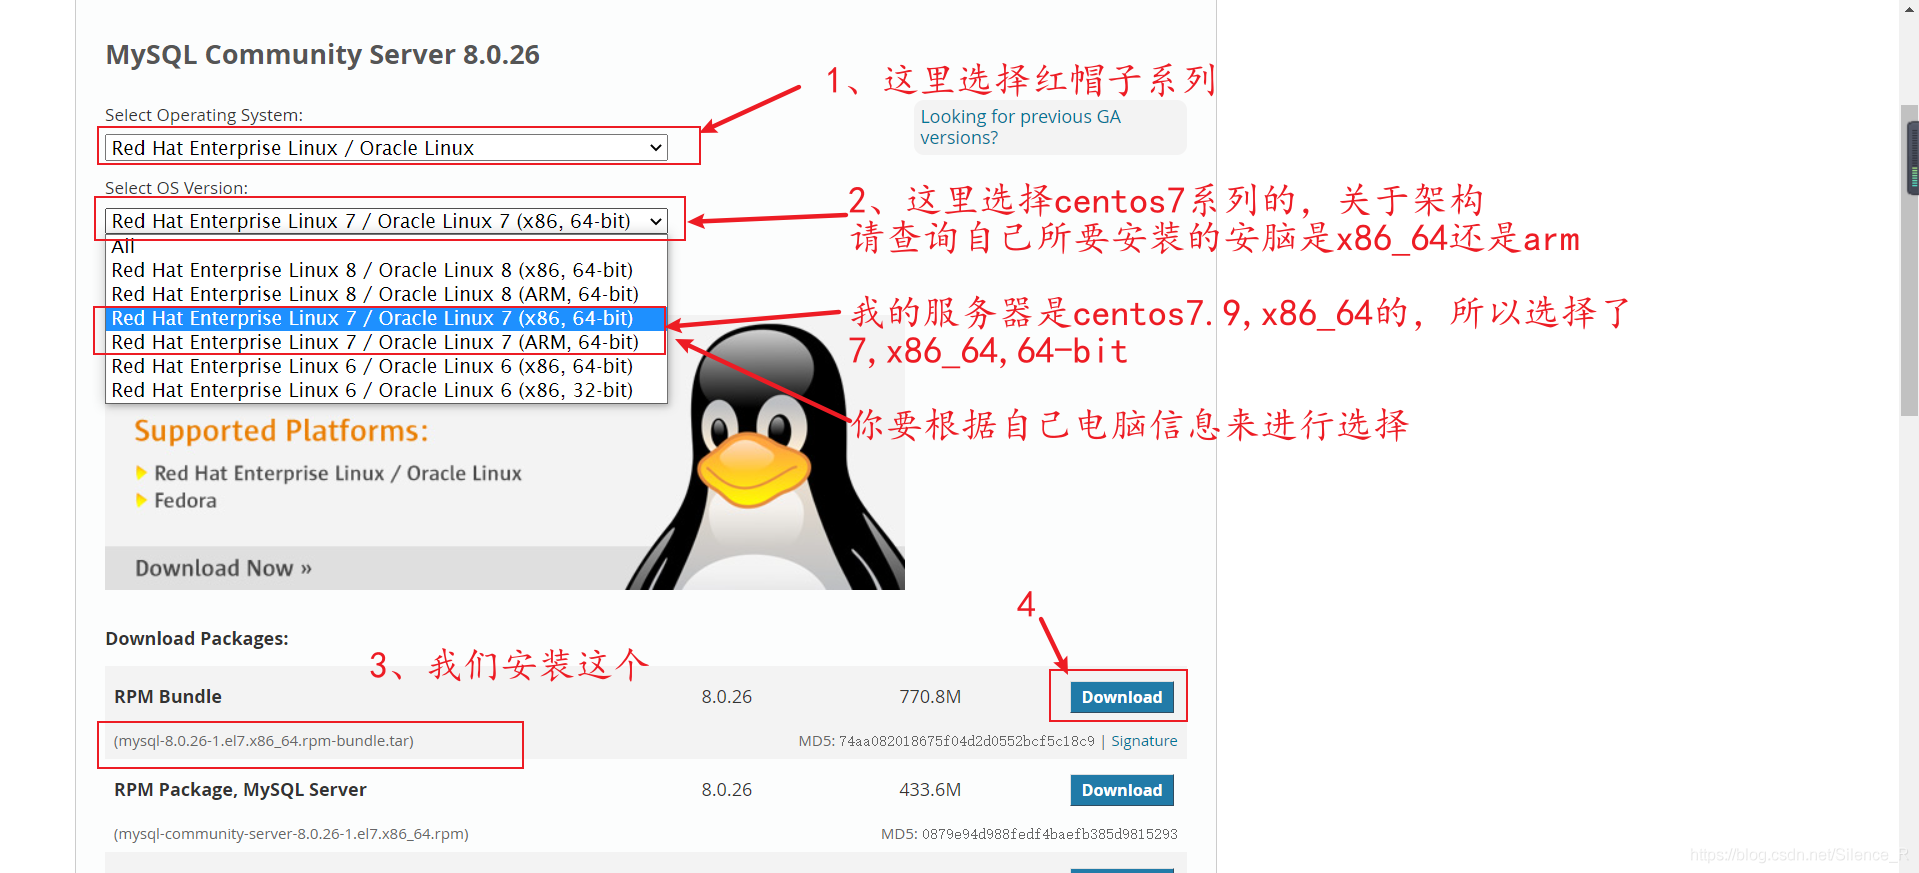 MySQL Community Server 8.0.26
1、这里选择红帽子系列
Select Operating System:
Looking for previous GA
versions?
Red Hat Enterprise Linux / Oracle Linux
Select OS Version:
2、这里选择centos7系列的，关于架构
请查询自己所要安装的安脑是x86_64还是arm
Red Hat Enterprise Linux 7 / Oracle Linux 7 (x86, 64-bit)
All
Red Hat Enterprise Linux 8 / Oracle Linux 8 (x86, 64-bit)
Red Hat Enterprise Linux 8 / Oracle Linux 8 (ARM, 64-bit)
Red Hat Enterprise Linux 7 / Oracle Linux 7 (x86, 64-bit)
Red Hat Enterprise Linux 7 / Oracle Linux 7 (ARM, 64-bit)
Red Hat Enterprise Linux 6 / Oracle Linux 6 (x86, 64-bit)
Red Hat Enterprise Linux 6 / Oracle Linux 6 (x86, 32-bit)
我的服务器是centos7.9,x86_64的，所以选择了
7,x86_64,64-bit
你要根据自己电脑信息来进行选择
Supported Platforms:
Red Hat Enterprise Linux / Oracle Linux
Fedora
Download Now »
4
Download Packages:
3、我们安装这个
RPM Bundle 8.0.26 770.8M Download
(mysql-8.0.26-1.el7.x86_64.rpm-bundle.tar) MD5: 74aa082018675f04d2d0552bcf5c18c9 | Signature
RPM Package, MySQL Server 8.0.26 433.6M Download
(mysql-community-server-8.0.26-1.el7.x86_64.rpm) MD5: 0879e94d988fedf4baefb385d9815293
https://blog.csdn.net/Silence_R